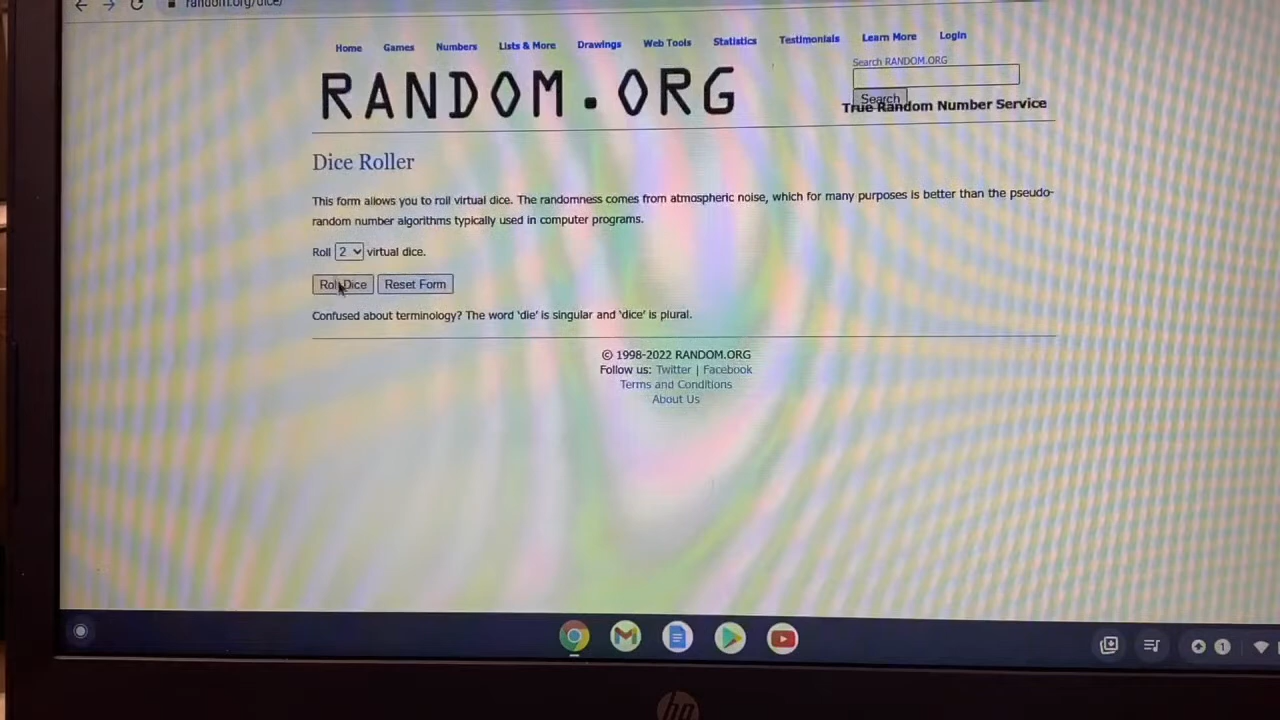 random.org/dice/
Home Games Numbers Lists & More Drawings Web Tools Statistics Testimonials Learn More Login
Search RANDOM.ORG
RANDOM.ORG
Search
True Random Number Service
Dice Roller
This form allows you to roll virtual dice. The randomness comes from atmospheric noise, which for many purposes is better than the pseudo-
random number algorithms typically used in computer programs.
Roll 2 virtual dice.
Roll Dice Reset Form
Confused about terminology? The word 'die' is singular and 'dice' is plural.
© 1998-2022 RANDOM.ORG
Follow us: Twitter | Facebook
Terms and Conditions
About Us
1
hp